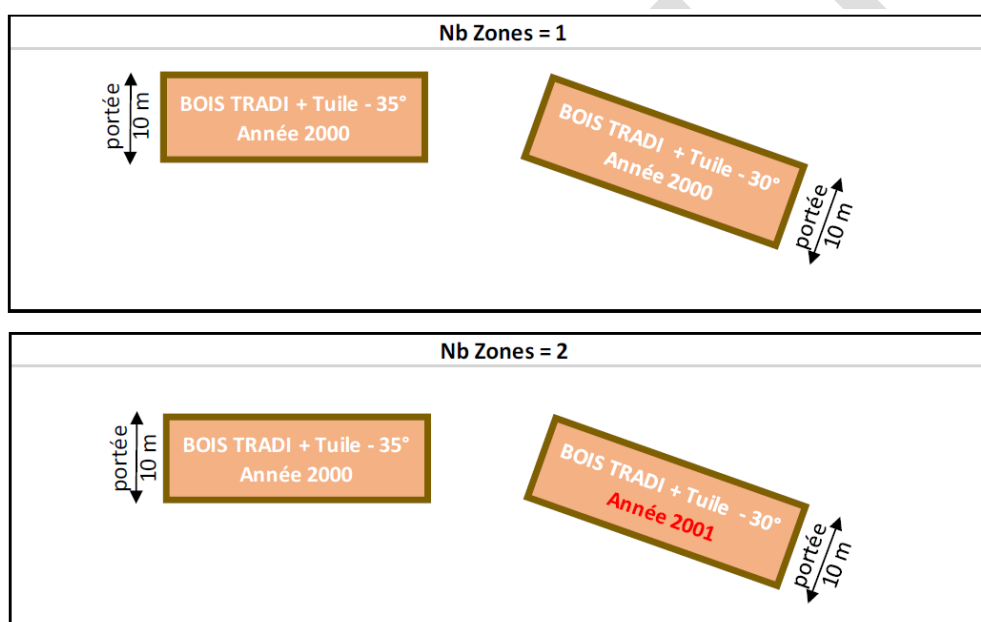 Nb Zones = 1
portée
10 m
BOIS TRADI + Tuile - 35°
Année 2000
BOIS TRADI + Tuile - 30°
Année 2000
portée
10 m
Nb Zones = 2
portée
10 m
BOIS TRADI + Tuile - 35°
Année 2000
BOIS TRADI + Tuile - 30°
Année 2001
portée
10 m